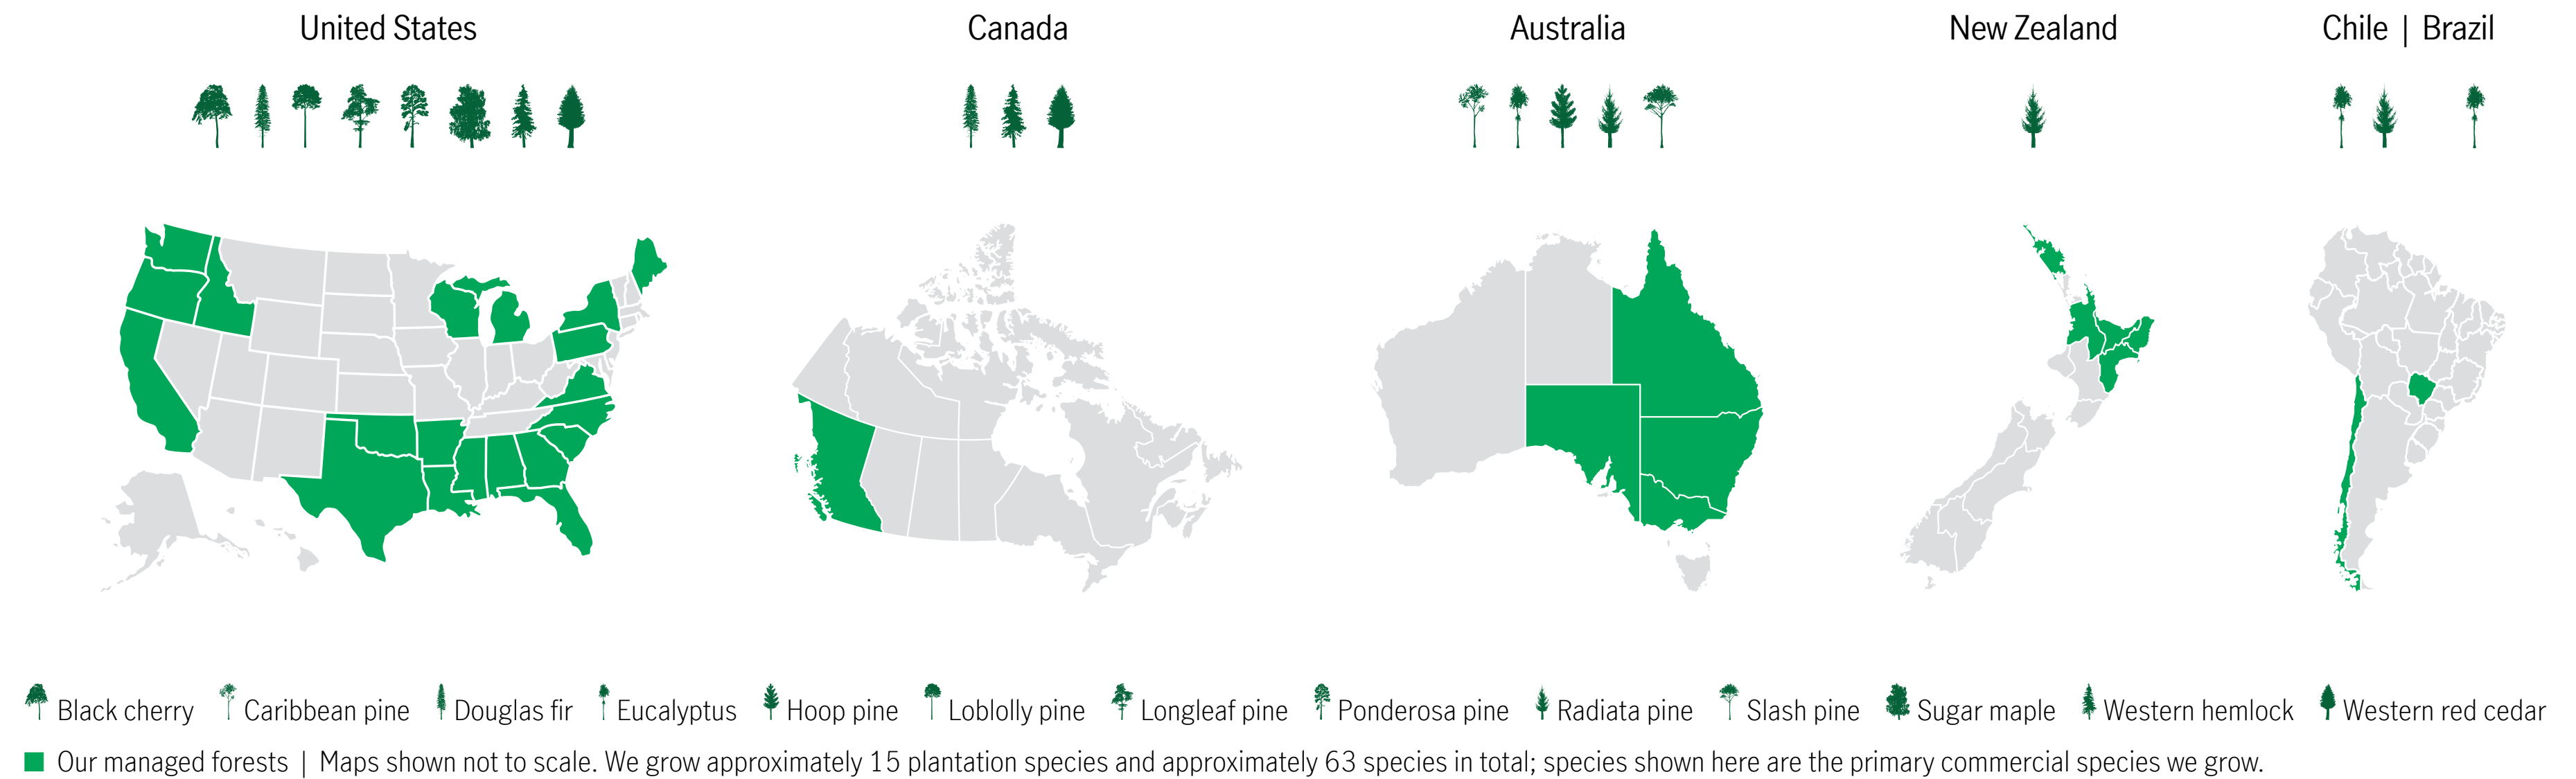 United States
Canada
Australia
New Zealand
Chile | Brazil
Black cherry
Caribbean pine
Douglas fir
Eucalyptus
Hoop pine
Loblolly pine
Longleaf pine
Ponderosa pine
Radiata pine
Slash pine
Sugar maple
Western hemlock
Western red cedar
Our managed forests | Maps shown not to scale. We grow approximately 15 plantation species and approximately 63 species in total; species shown here are the primary commercial species we grow.